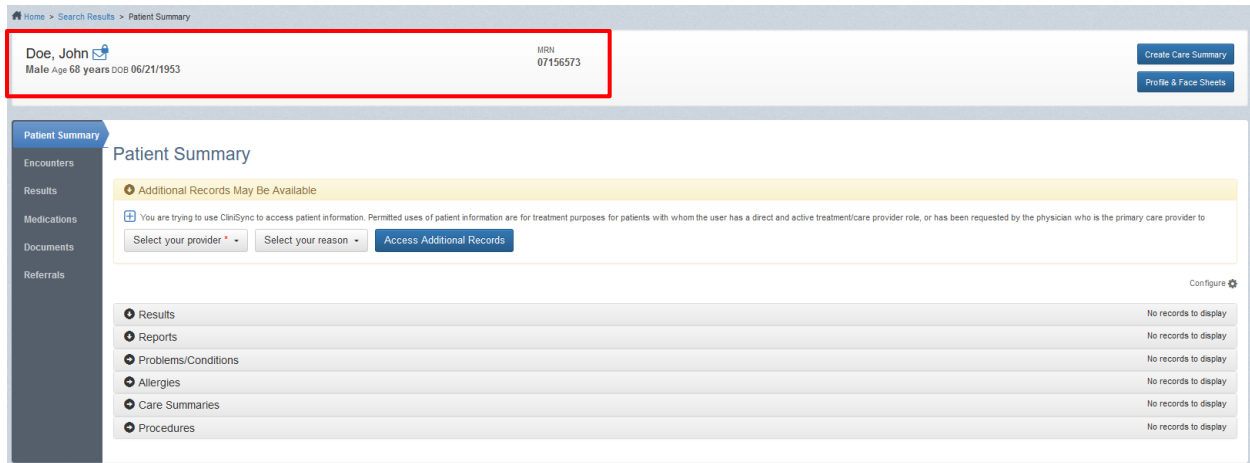 Home > Search Results > Patient Summary
Doe, John
Male Age 68 years DOB 06/21/1953
MRN
07156573
Create Care Summary
Profile & Face Sheets
Patient Summary
Encounters
Results
Medications
Documents
Referrals
Patient Summary
Additional Records May Be Available
You are trying to use CliniSync to access patient information. Permitted uses of patient information are for treatment purposes for patients with whom the user has a direct and active treatment/care provider role, or has been requested by the physician who is the primary care provider to
Select your provider * Select your reason Access Additional Records
Configure
Results No records to display
Reports No records to display
Problems/Conditions No records to display
Allergies No records to display
Care Summaries No records to display
Procedures No records to display